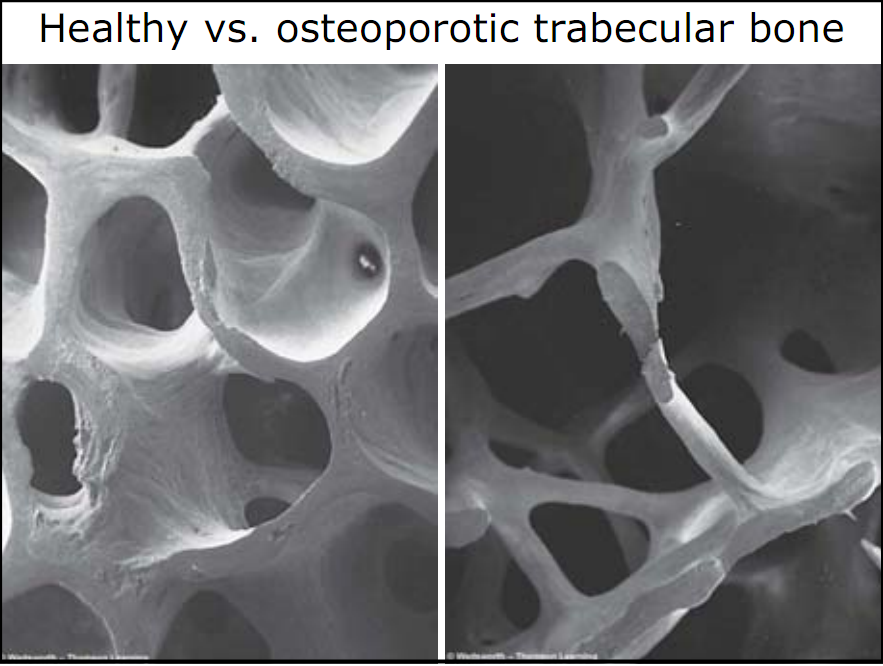 Healthy vs. osteoporotic trabecular bone
© Wadsworth – Thomson Learning
© Wadsworth – Thomson Learning